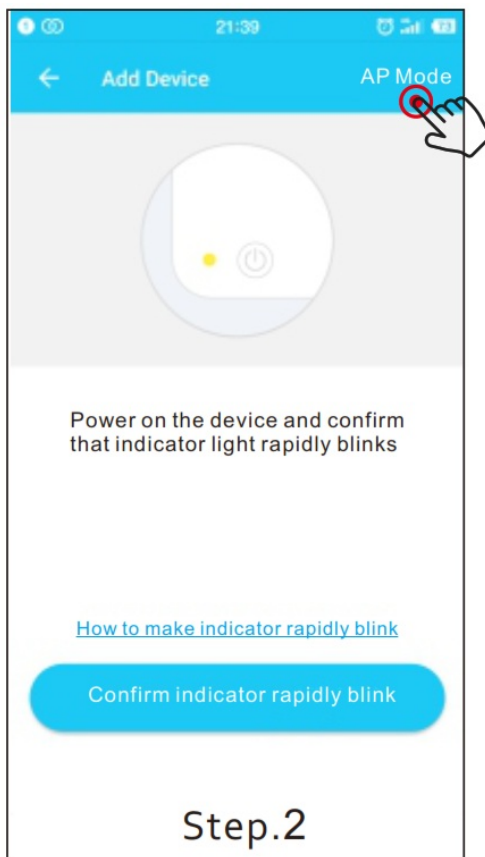 21:39 73
Add Device AP Mode
Power on the device and confirm
that indicator light rapidly blinks
How to make indicator rapidly blink
Confirm indicator rapidly blink
Step.2